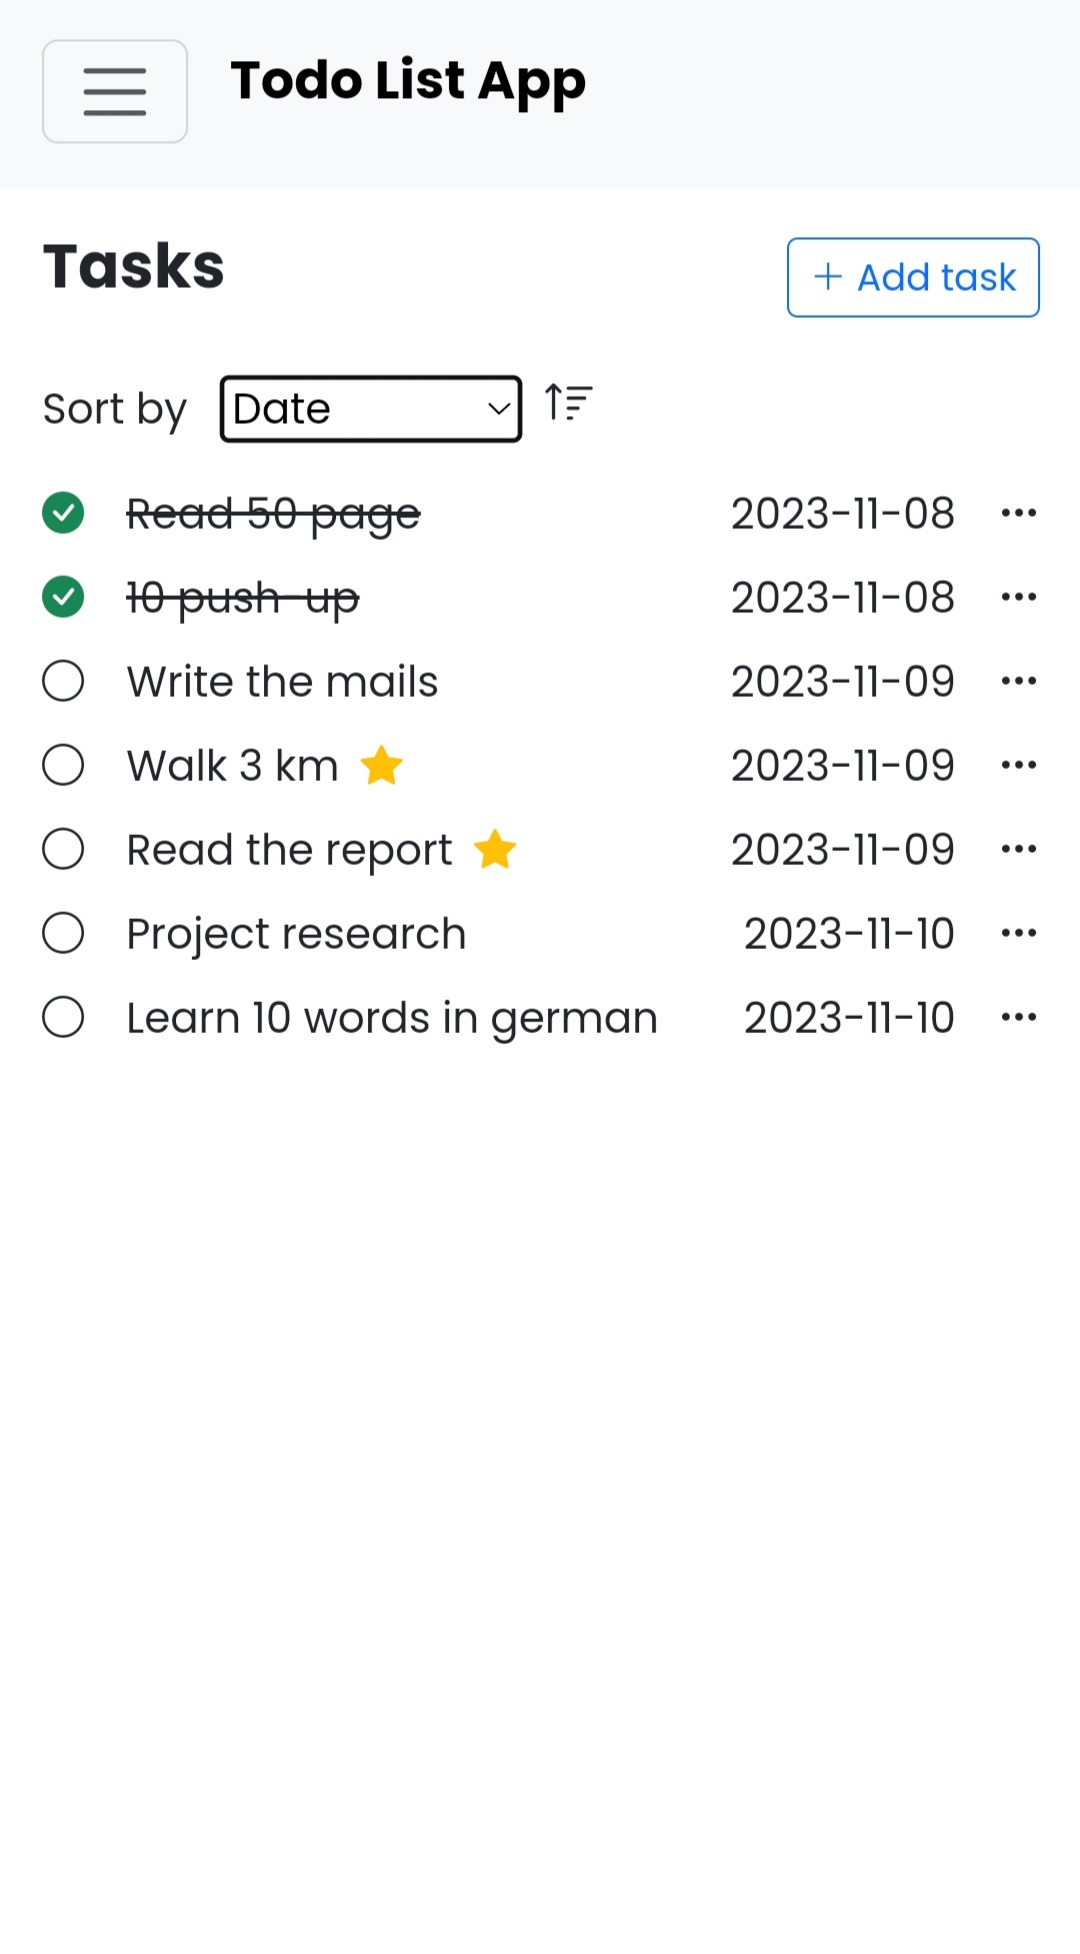 Todo List App
Tasks
+ Add task
Sort by Date
Read 50 page 2023-11-08
10 push-up 2023-11-08
Write the mails 2023-11-09
Walk 3 km 2023-11-09
Read the report 2023-11-09
Project research 2023-11-10
Learn 10 words in german 2023-11-10